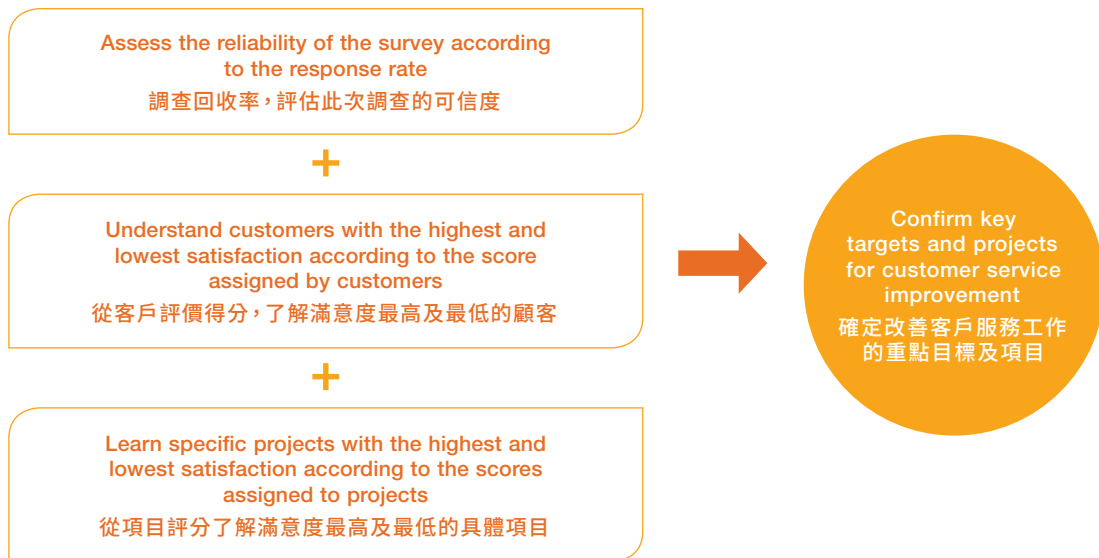 Assess the reliability of the survey according
to the response rate
調查回收率，評估此次調查的可信度
+
Understand customers with the highest and
lowest satisfaction according to the score
assigned by customers
從客戶評價得分，了解滿意度最高及最低的顧客
+
Learn specific projects with the highest and
lowest satisfaction according to the scores
assigned to projects
從項目評分了解滿意度最高及最低的具體項目
Confirm key
targets and projects
for customer service
improvement
確定改善客戶服務工作
的重點目標及項目